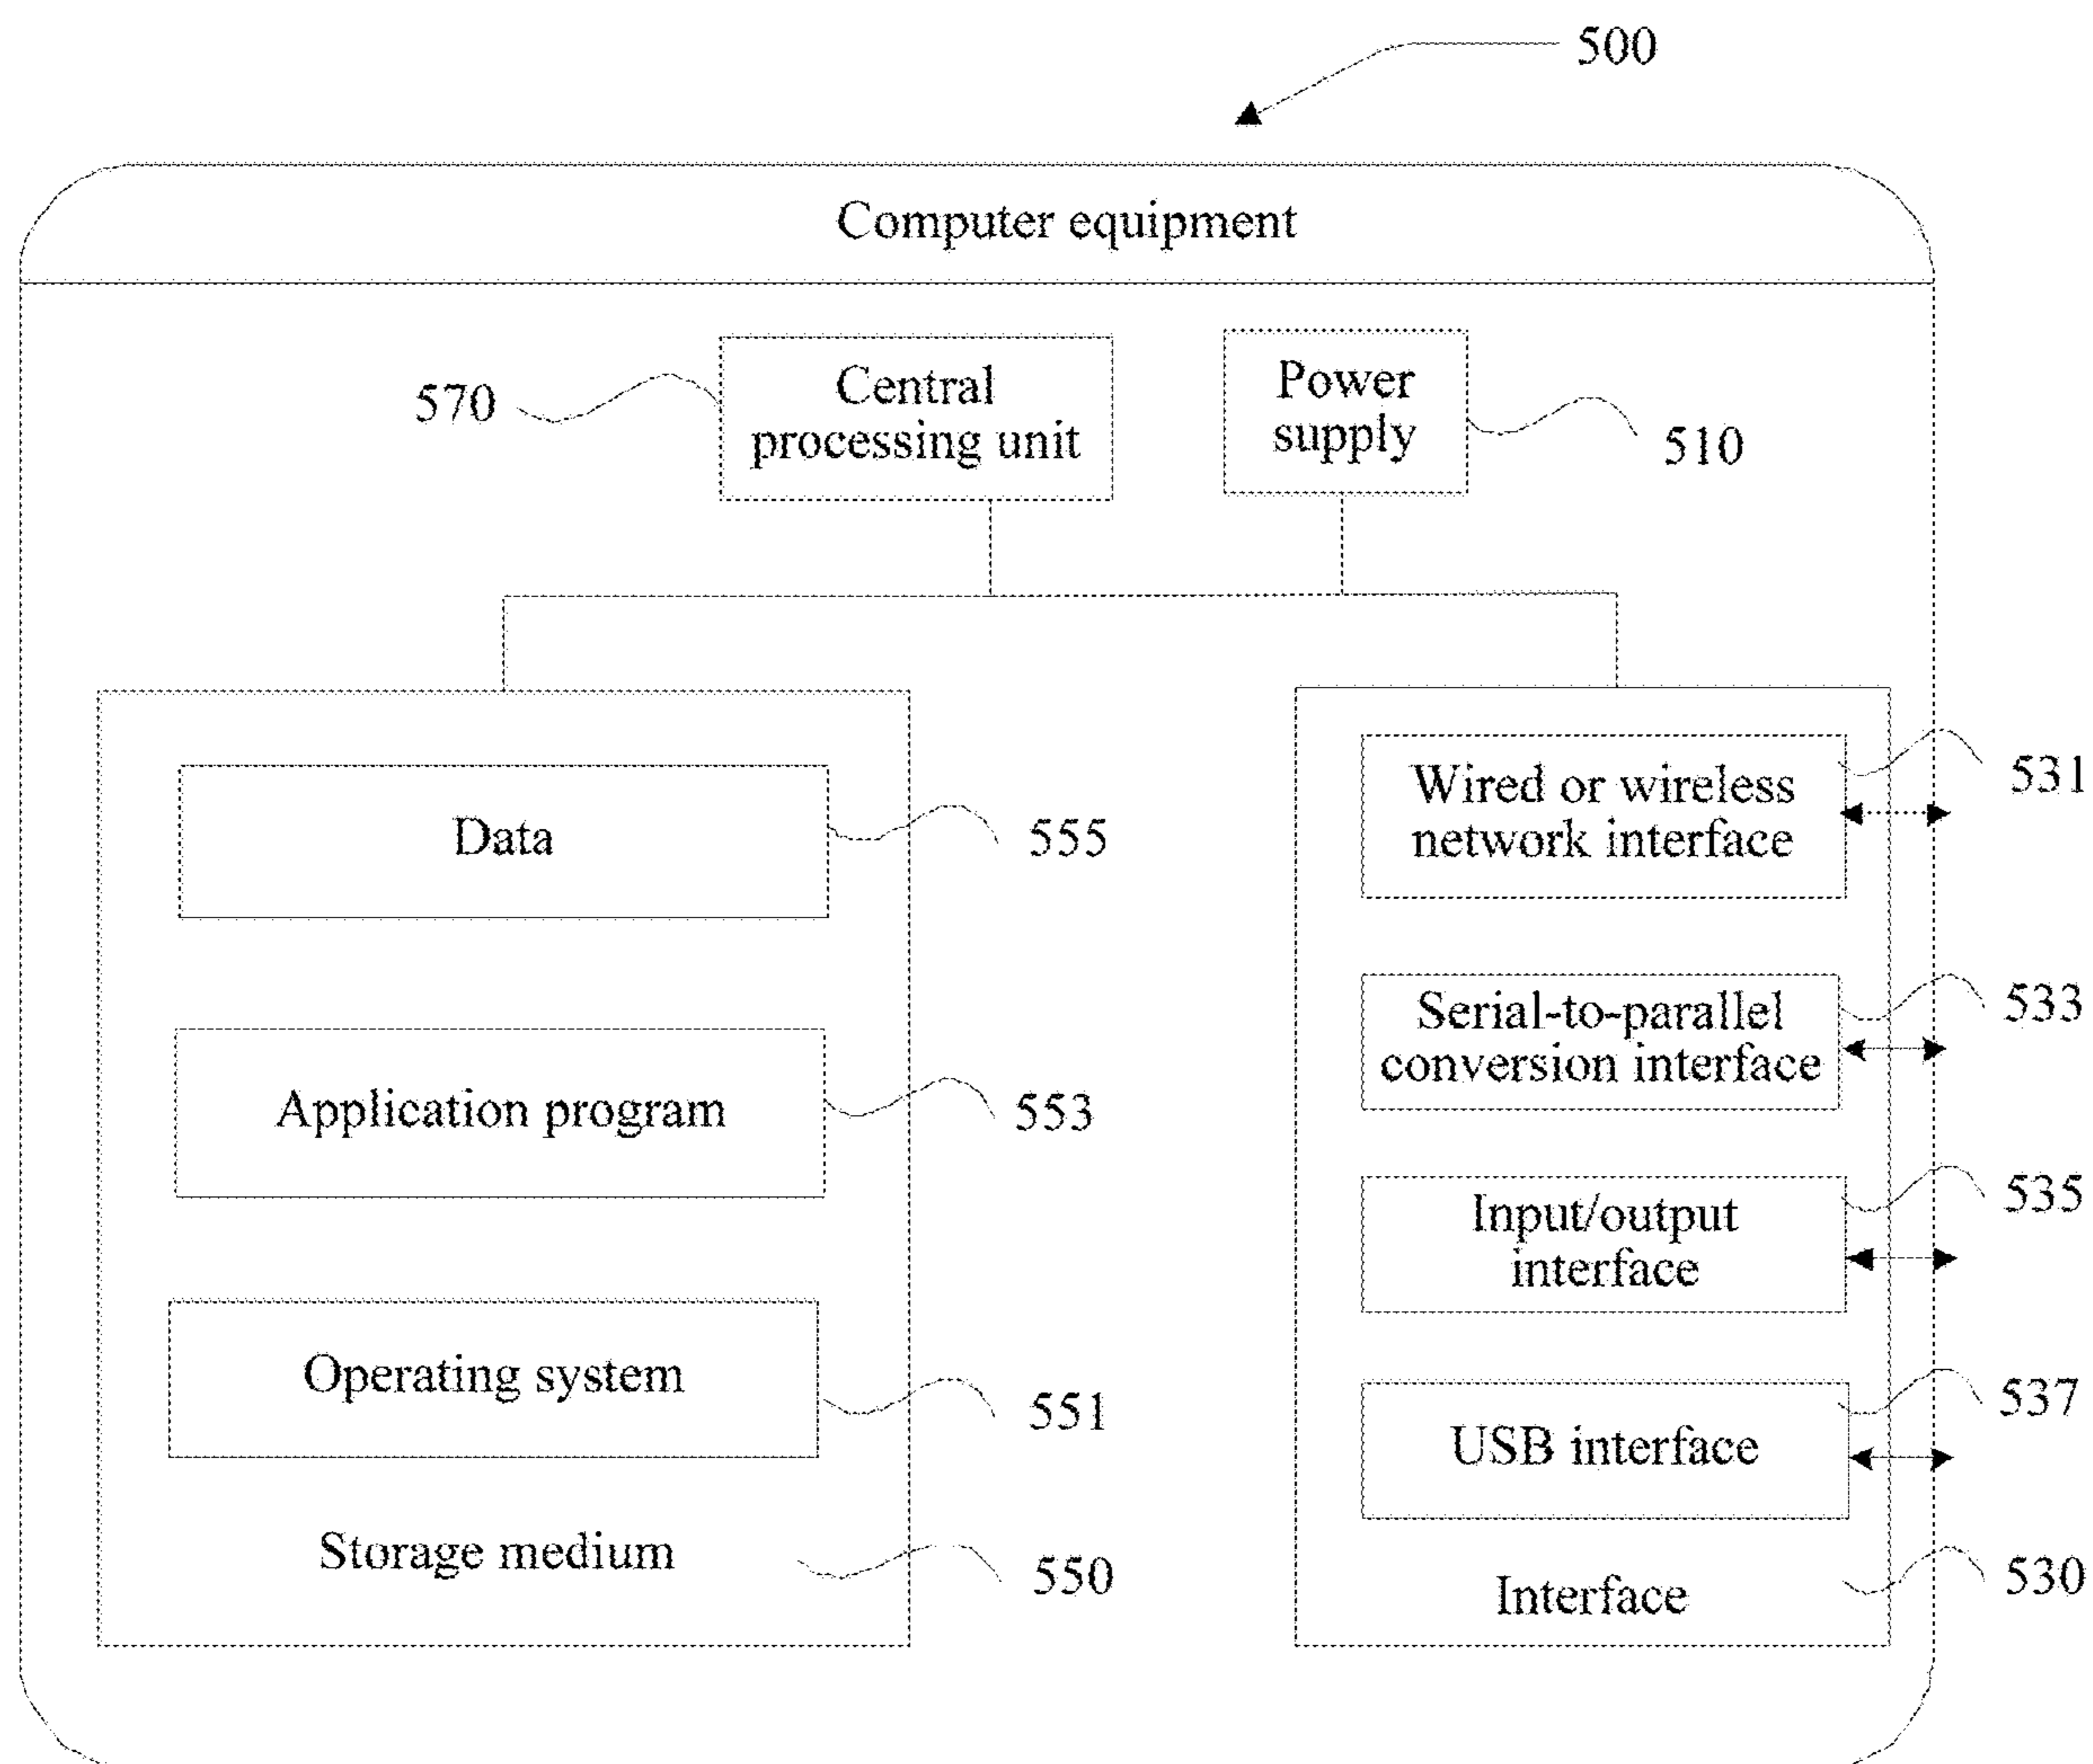 500
Computer equipment
570
Central
processing unit
Power
supply
510
Data
555
Application program
553
Operating system
551
Storage medium
550
Wired or wireless
network interface
531
Serial-to-parallel
conversion interface
533
Input/output
interface
535
USB interface
537
Interface
530